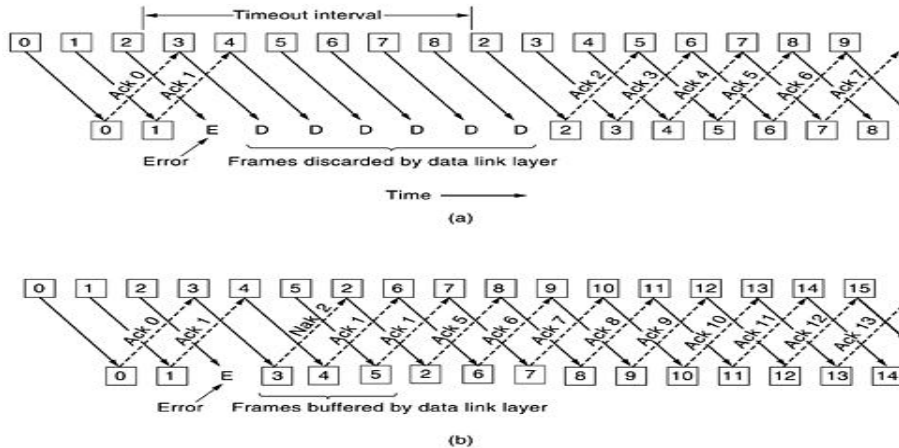 Timeout interval
0 1 2 3 4 5 6 7 8 2 3 4 5 6 7 8 9
Ack 0 Ack 1 Ack 2 Ack 3 Ack 4 Ack 5 Ack 6 Ack 7
0 1 E D D D D D D 2 3 4 5 6 7 8
Error Frames discarded by data link layer
Time
(a)
0 1 2 3 4 5 2 6 7 8 9 10 11 12 13 14 15
Ack 0 Ack 1 Nak 2 Ack 1 Ack 1 Ack 5 Ack 6 Ack 7 Ack 8 Ack 9 Ack 10 Ack 11 Ack 12 Ack 13
0 1 E 3 4 5 2 6 7 8 9 10 11 12 13 14
Error Frames buffered by data link layer
(b)